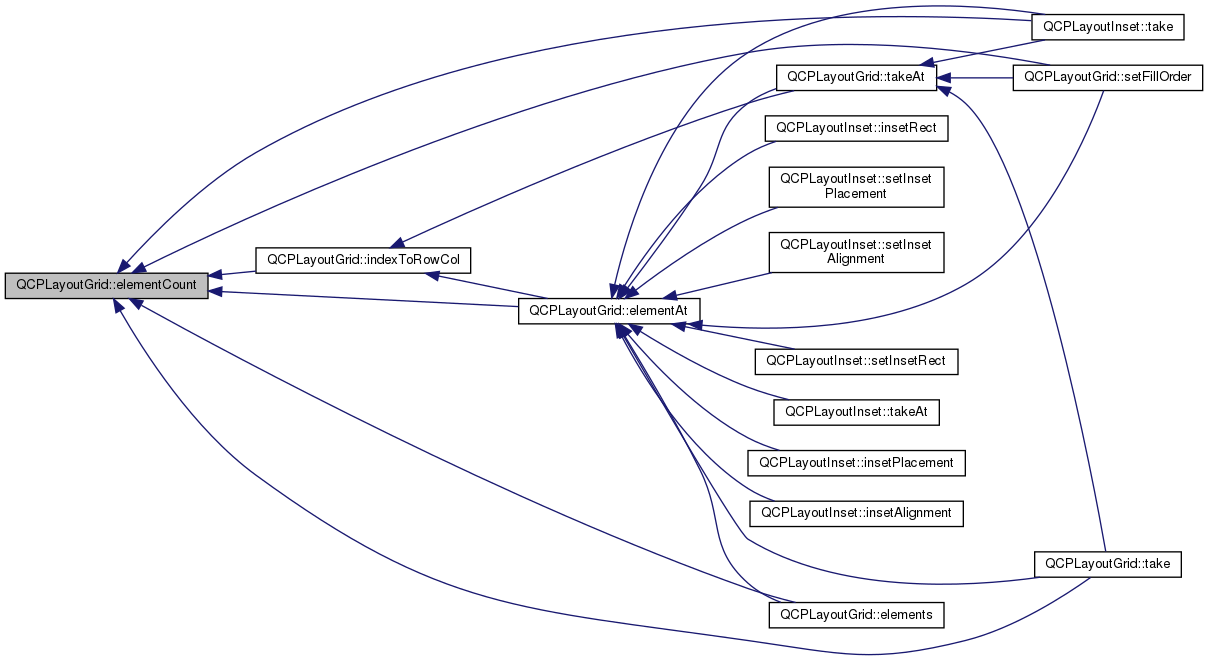 QCPLayoutInset::take
QCPLayoutGrid::takeAt
QCPLayoutGrid::setFillOrder
QCPLayoutInset::insetRect
QCPLayoutInset::setInset
Placement
QCPLayoutInset::setInset
Alignment
QCPLayoutGrid::indexToRowCol
QCPLayoutGrid::elementCount
QCPLayoutGrid::elementAt
QCPLayoutInset::setInsetRect
QCPLayoutInset::takeAt
QCPLayoutInset::insetPlacement
QCPLayoutInset::insetAlignment
QCPLayoutGrid::take
QCPLayoutGrid::elements